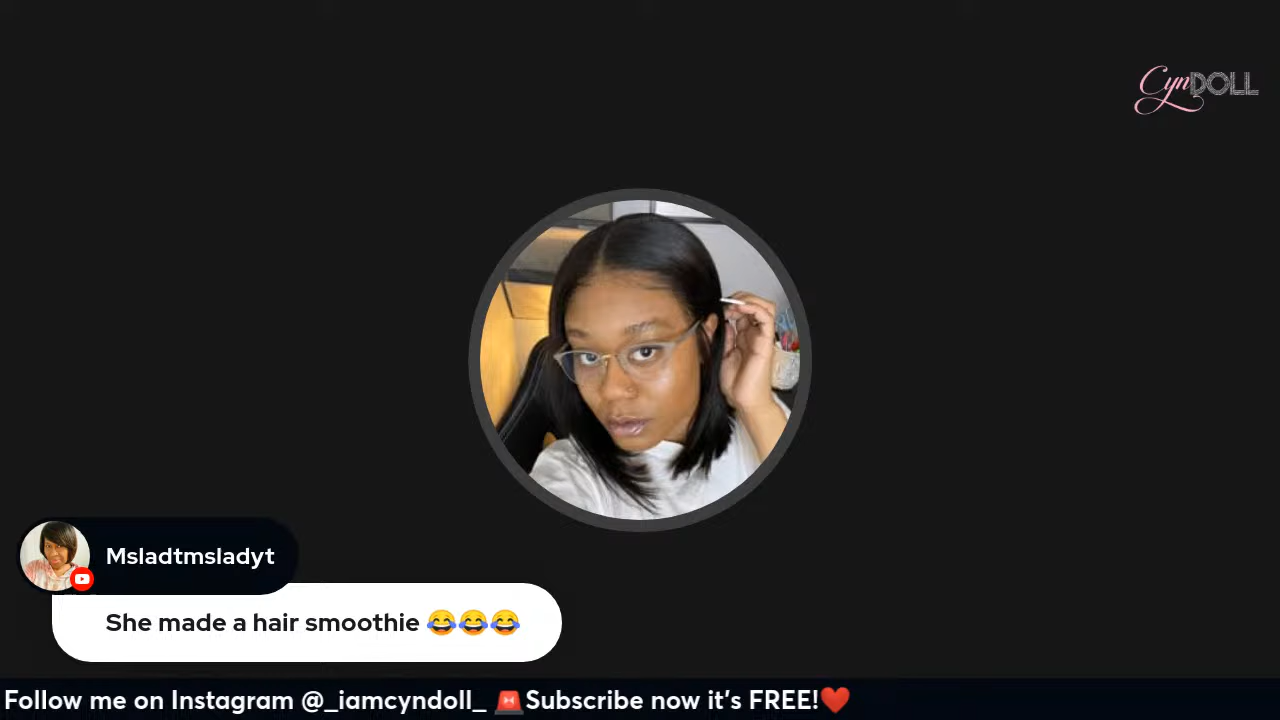 CynDOLL
Msladtmsladyt
She made a hair smoothie 😂😂😂
Follow me on Instagram @_iamcyndoll_ 🚨Subscribe now it's FREE!❤️